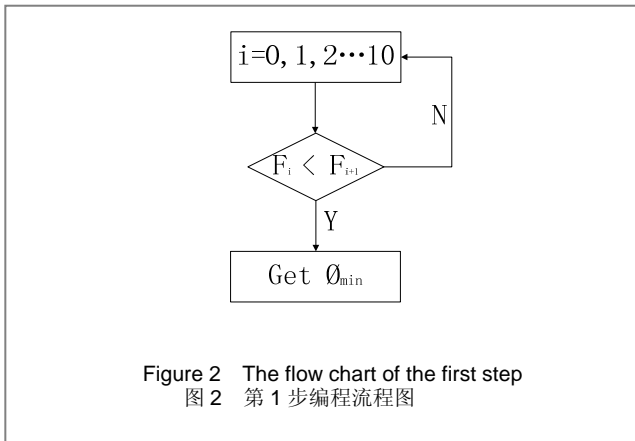 i=0,1,2⋯10
N
Fi < Fi+1
Y
Get Ømin
Figure 2 The flow chart of the first step
图 2 第 1 步编程流程图